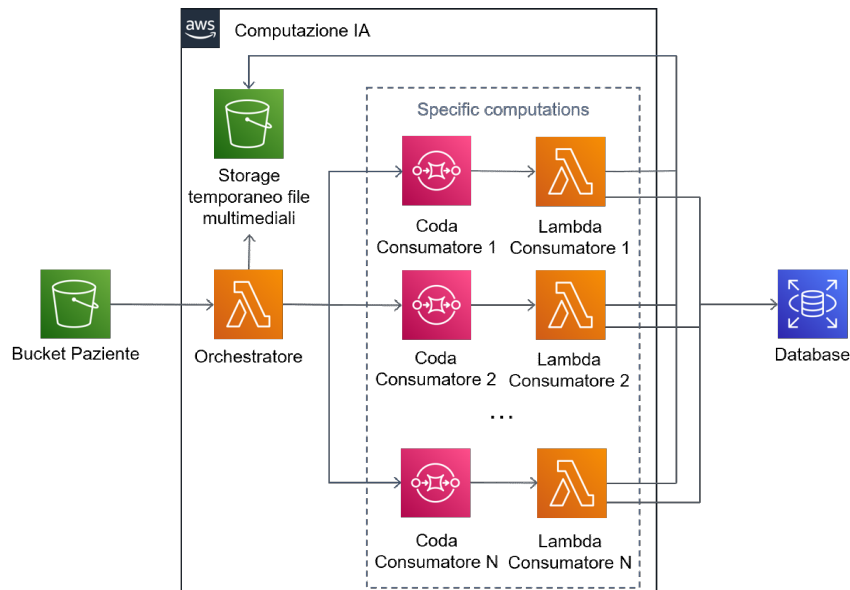 aws
Computazione IA
Specific computations
Storage
temporaneo file
multimediali
Coda
Consumatore 1
Lambda
Consumatore 1
Bucket Paziente
Orchestratore
Coda
Consumatore 2
Lambda
Consumatore 2
Database
...
Coda
Consumatore N
Lambda
Consumatore N